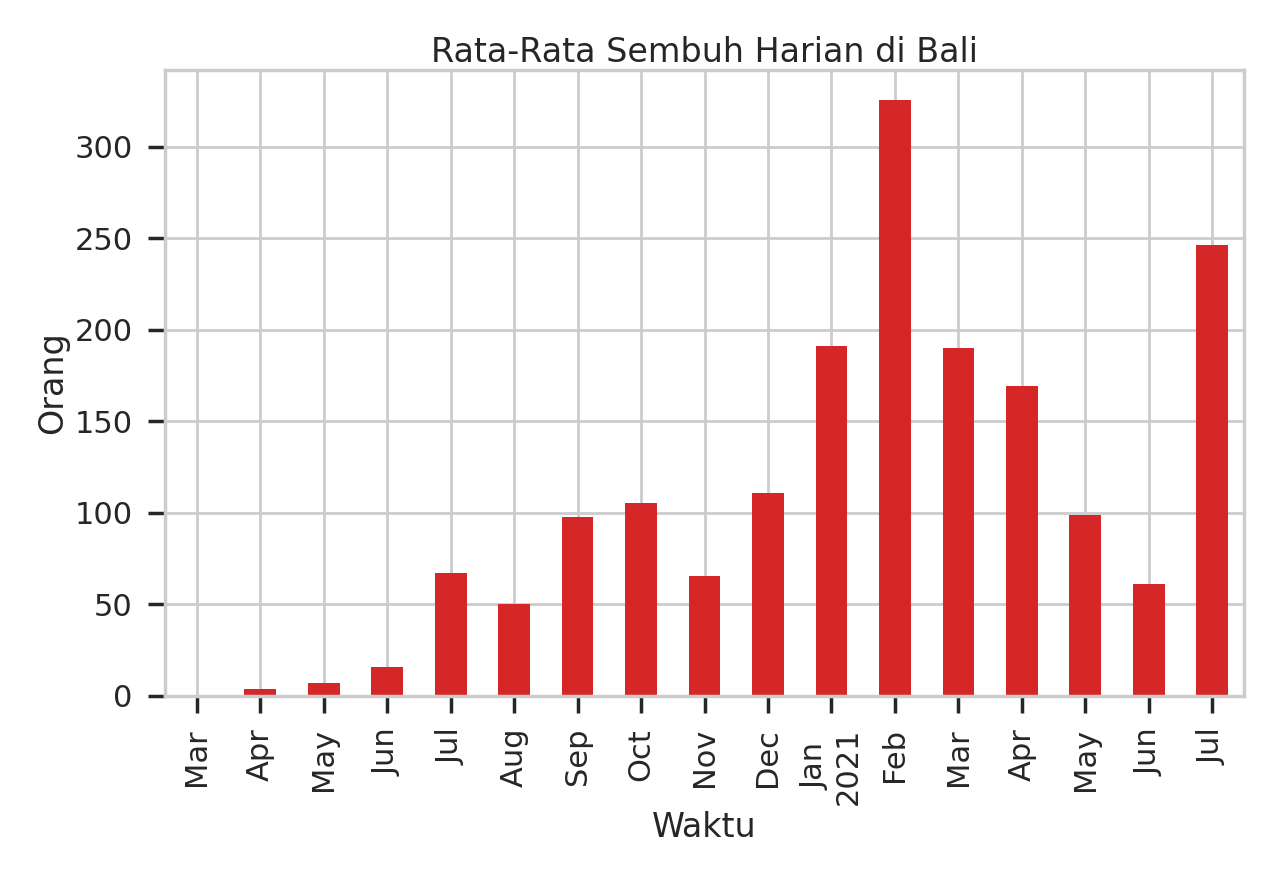 Rata-Rata Sembuh Harian di Bali
300
250
200
150
100
50
0
Orang
Mar
Apr
May
Jun
Jul
Aug
Sep
Oct
Nov
Dec
Jan
2021
Feb
Mar
Apr
May
Jun
Jul
Waktu